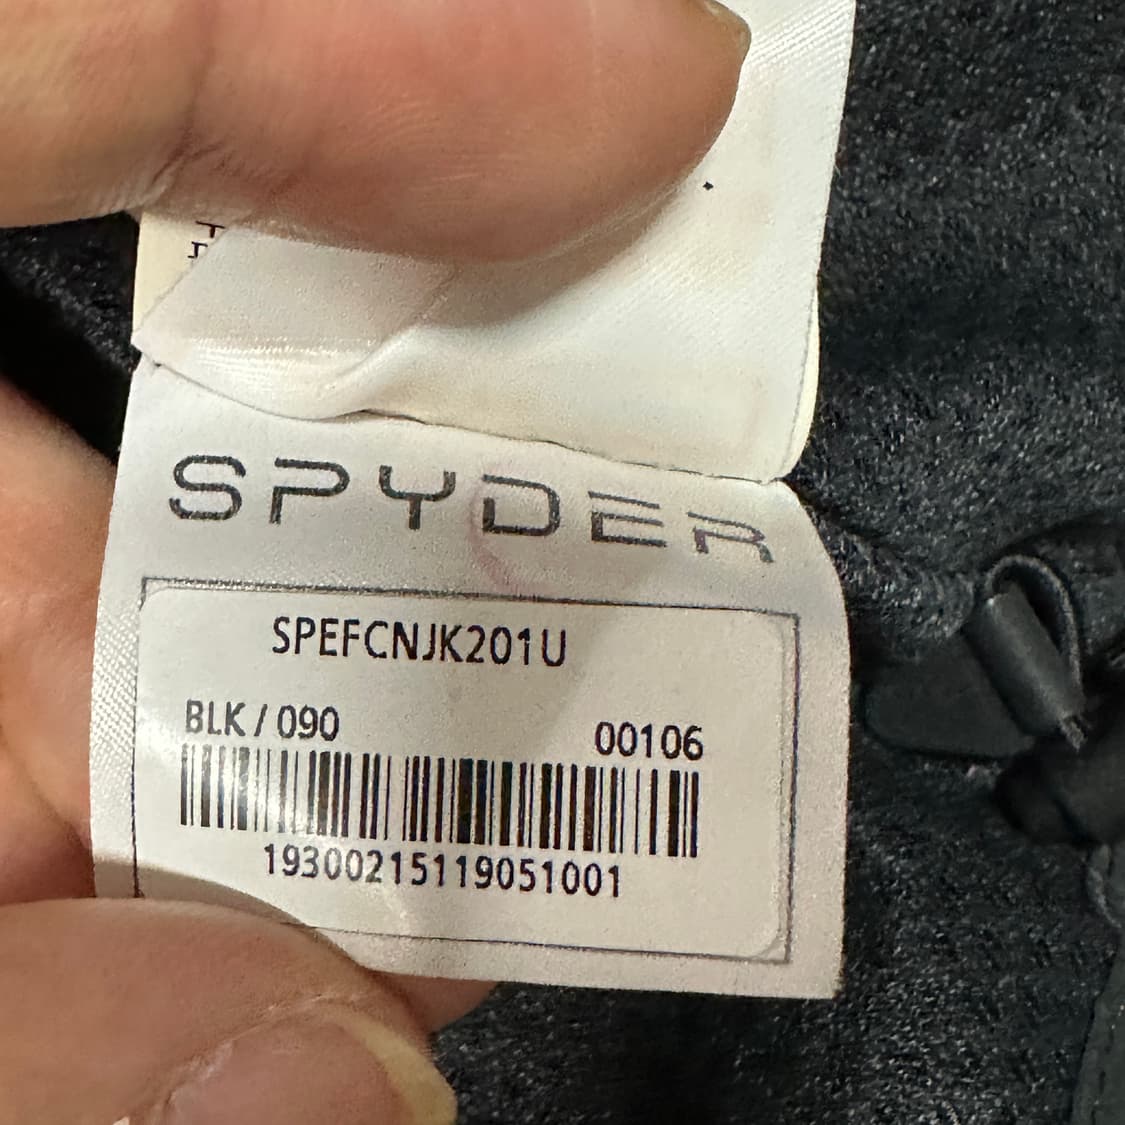 SPYDER
SPEFCNJK201U
BLK / 090
00106
19300215119051001